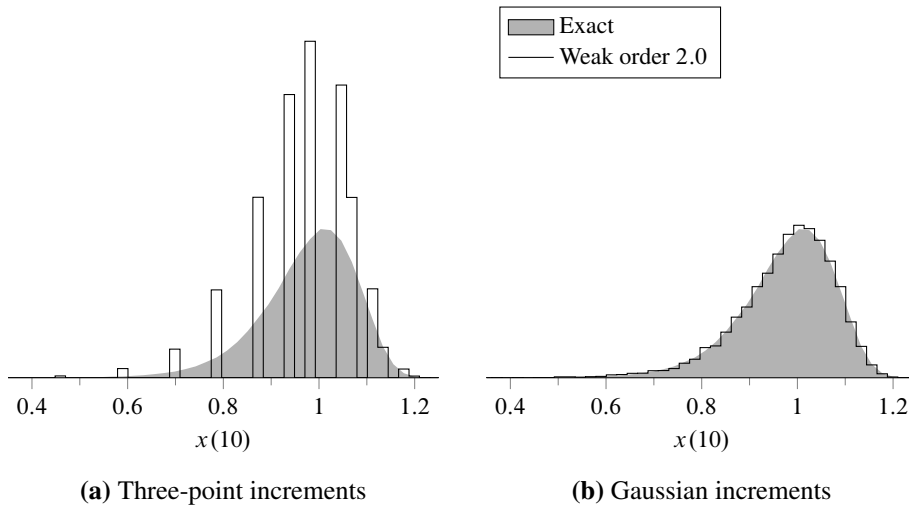 Exact
Weak order 2.0
0.4 0.6 0.8 1 1.2
x(10)
(a) Three-point increments
0.4 0.6 0.8 1 1.2
x(10)
(b) Gaussian increments